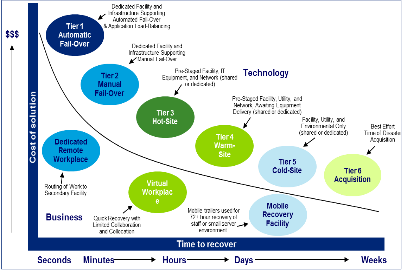 Dedicated Facility and
Infrastructure Supporting
Automated Fail-Over
& Application Load-Balancing
$$$
Tier 1
Automatic
Fail-Over
Dedicated Facility and
Infrastructure Supporting
Manual Fail-Over
Tier 2
Manual
Fail-Over
Pre-Staged Facility, IT
Equipment, and Network (shared
or dedicated)
Technology
Tier 3
Hot-Site
Pre-Staged Facility, Utility, and
Network; Awaiting Equipment
Delivery (shared or dedicated)
Tier 4
Warm-
Site
Facility, Utility, and
Environmental Only
(shared or dedicated)
Tier 5
Cold-Site
Best Effort
Time of Disaster
Acquisition
Tier 6
Acquisition
Cost of solution
Dedicated
Remote
Workplace
Routing of Work to
Secondary Facility
Business
Virtual
Workplac
e
Quick Recovery with
Limited Collaboration
and Collocation
Mobile trailers used for
recovery of
staff or small server
environment
Mobile
Recovery
Facility
Time to recover
Seconds
Minutes
Hours
Days
Weeks